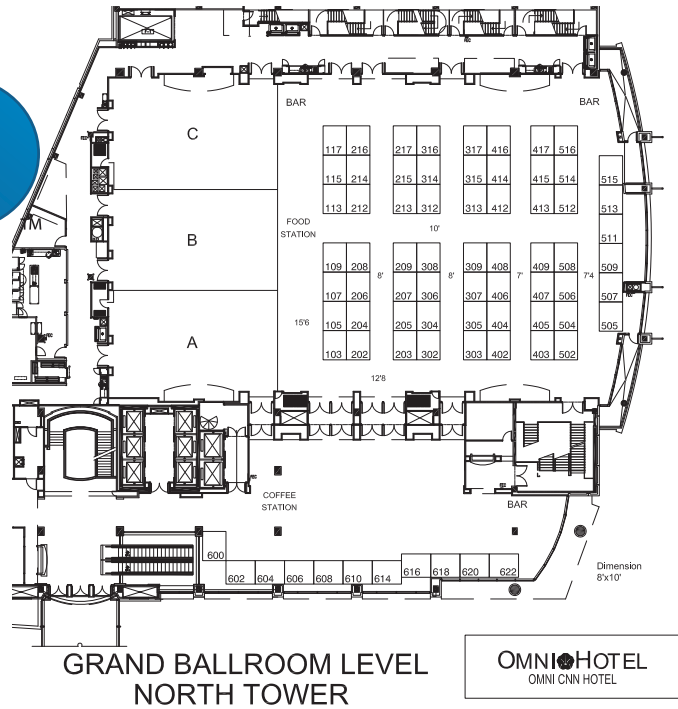 BAR BAR
C
117 216 217 316 317 416 417 516
115 214 215 314 315 414 415 514 515
113 212 213 312 313 412 413 512 513
TM
FOOD
STATION
10'
B
511
109 208 209 308 309 408 409 508 509
8' 8' 7' 7'4
107 206 207 306 307 406 407 506 507
15'6
105 204 205 304 305 404 405 504 505
A
103 202 203 302 303 402 403 502
12'8
COFFEE
STATION
BAR
600
602 604 606 608 610 614 616 618 620 622
Dimension
8'x10'
GRAND BALLROOM LEVEL
NORTH TOWER
OMNI HOTEL
OMNI CNN HOTEL